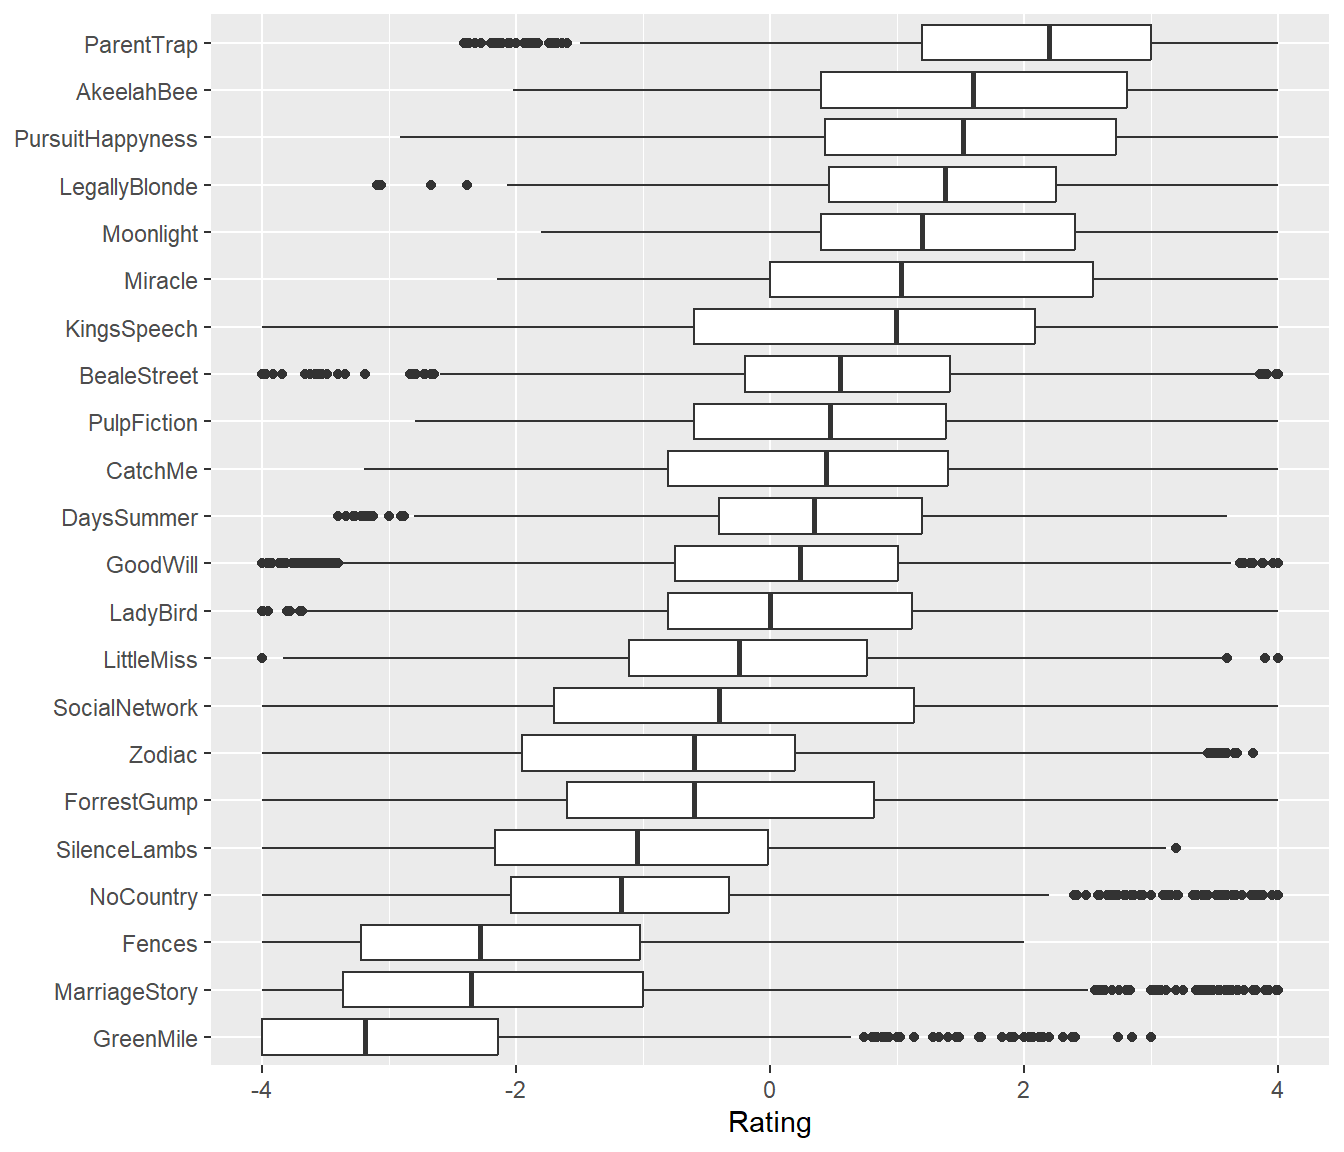 ParentTrap
AkeelahBee
PursuitHappyness
LegallyBlonde
Moonlight
Miracle
KingsSpeech
BealeStreet
PulpFiction
CatchMe
DaysSummer
GoodWill
LadyBird
LittleMiss
SocialNetwork
Zodiac
ForrestGump
SilenceLambs
NoCountry
Fences
MarriageStory
GreenMile
-4 -2 0 2 4
Rating